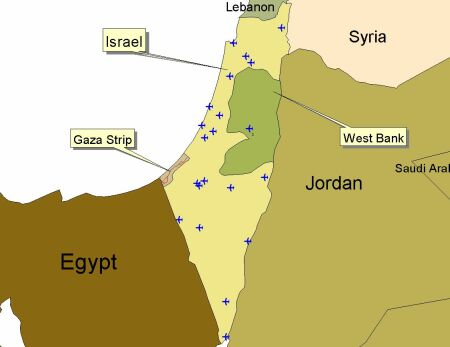 Lebanon
Israel
Syria
Gaza Strip
West Bank
Saudi Arab
Jordan
Egypt